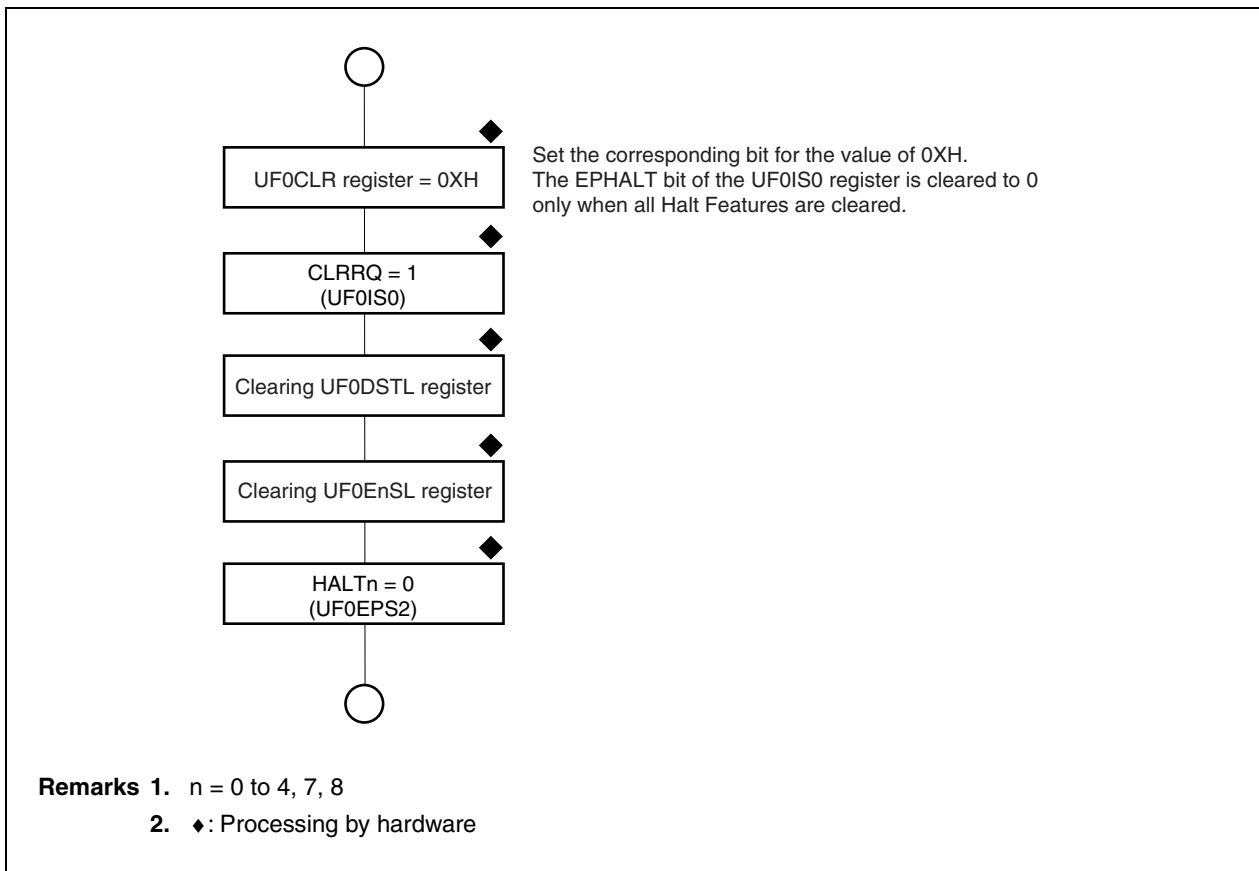 UF0CLR register = 0XH
Set the corresponding bit for the value of 0XH.
The EPHALT bit of the UF0IS0 register is cleared to 0
only when all Halt Features are cleared.
CLRRQ = 1
(UF0IS0)
Clearing UF0DSTL register
Clearing UF0EnSL register
HALTn = 0
(UF0EPS2)
Remarks 1. n = 0 to 4, 7, 8
2. ♦: Processing by hardware